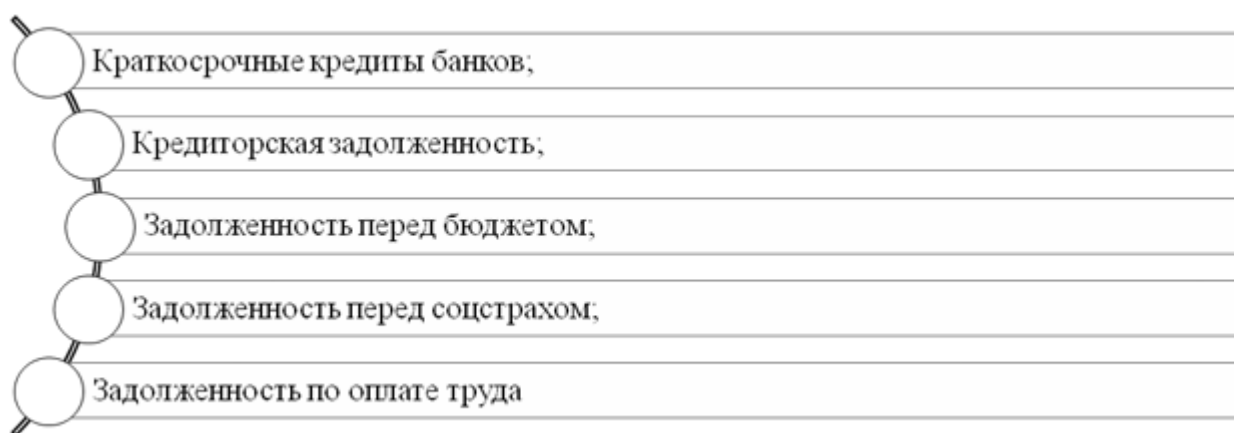 Краткосрочные кредиты банков;
Кредиторская задолженность;
Задолженность перед бюджетом;
Задолженность перед соцстрахом;
Задолженность по оплате труда